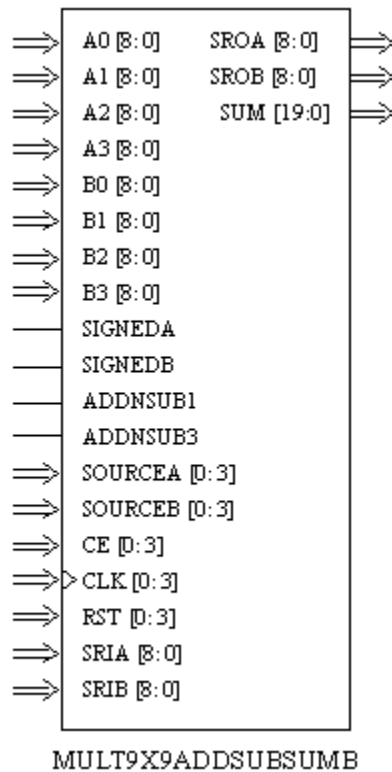 A0 [8:0] SROA [8:0]
A1 [8:0] SROB [8:0]
A2 [8:0] SUM [19:0]
A3 [8:0]
B0 [8:0]
B1 [8:0]
B2 [8:0]
B3 [8:0]
SIGNEDA
SIGNEDB
ADDNSUB1
ADDNSUB3
SOURCEA [0:3]
SOURCEB [0:3]
CE [0:3]
CLK [0:3]
RST [0:3]
SRIA [8:0]
SRIB [8:0]
MULT9X9ADDSUBSUMB